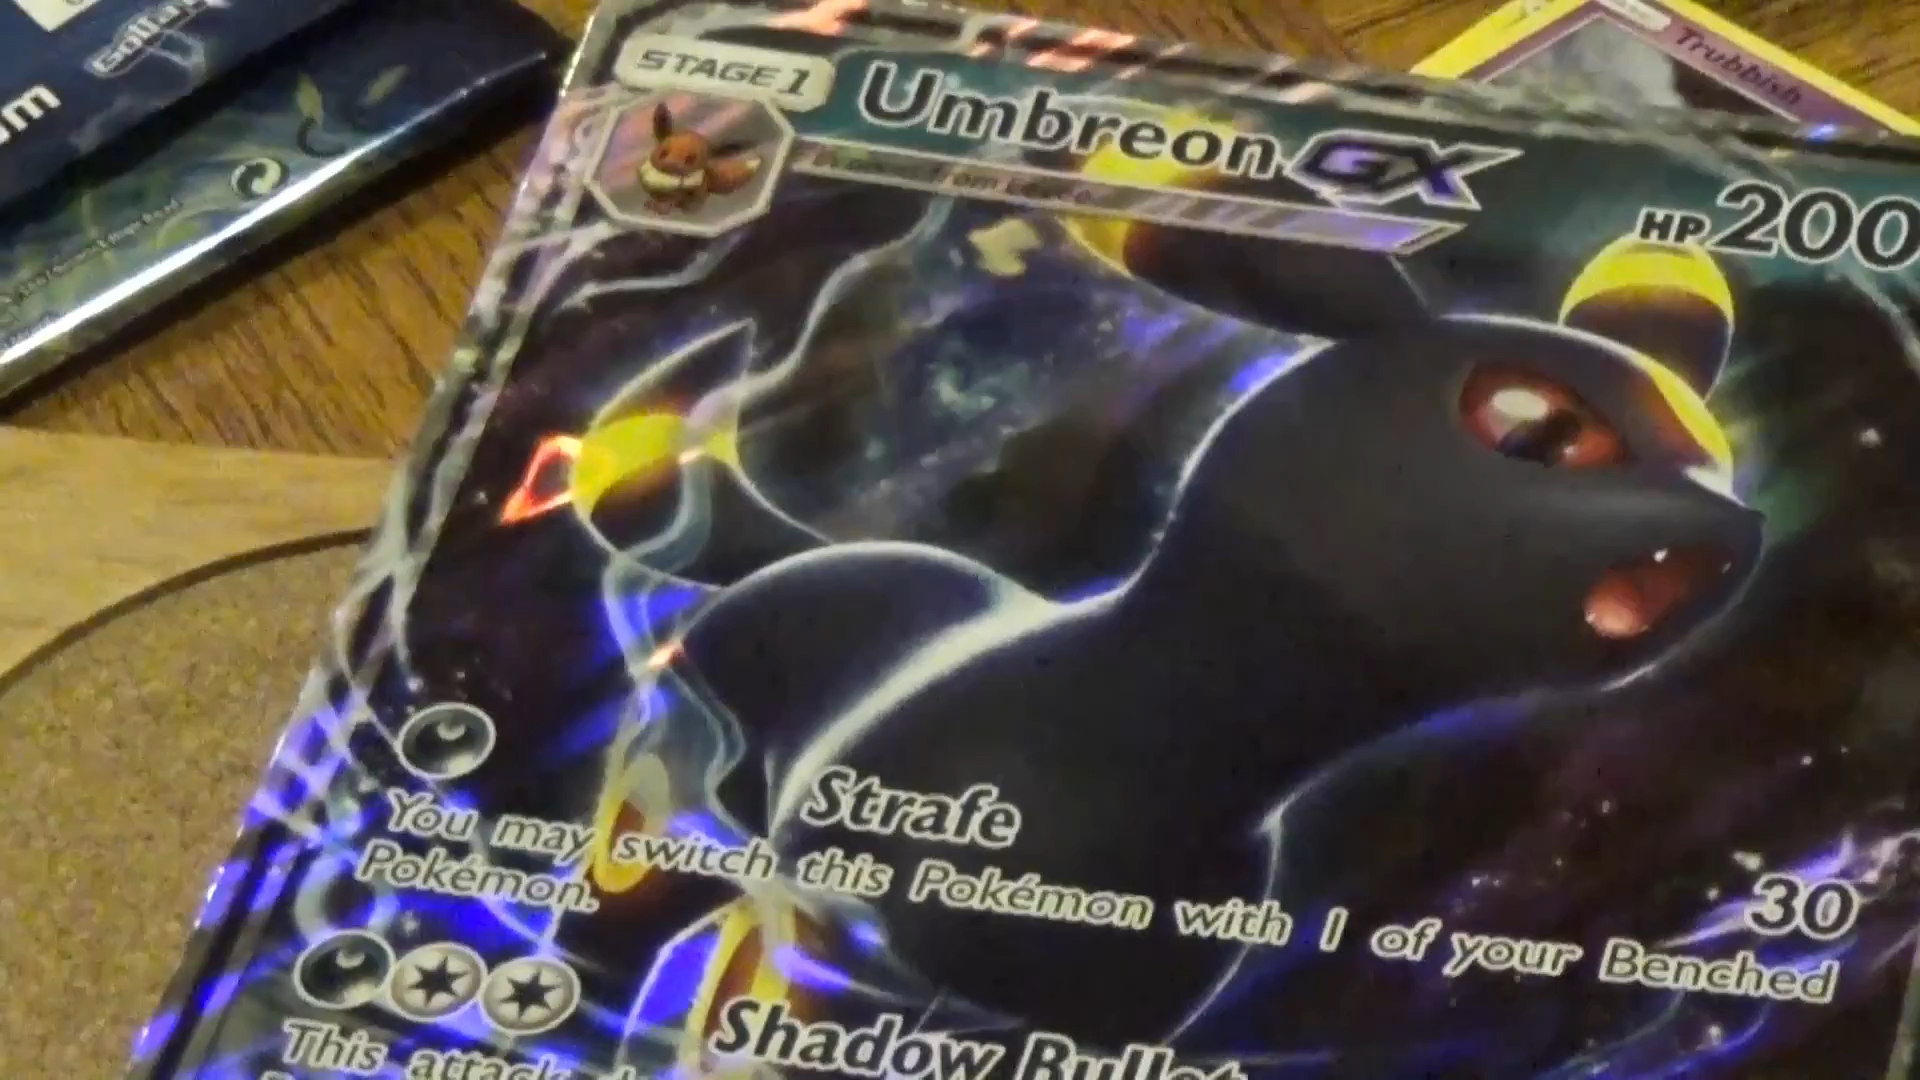 STAGE 1
Umbreon GX
Trubbish
HP 200
Strafe
30
You may switch this Pokémon with 1 of your Benched
Pokémon.
Shadow Bullet
This attack